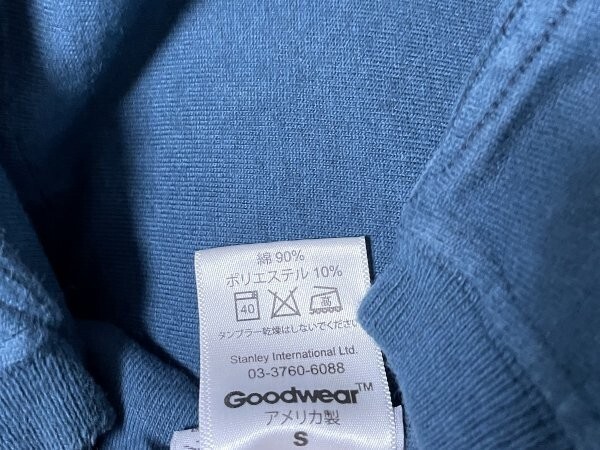 綿 90%
ポリエステル 10%
40 高
タンブラー乾燥はしないでください
Stanley International Ltd.
03-3760-6088
Goodwear™
アメリカ製
S